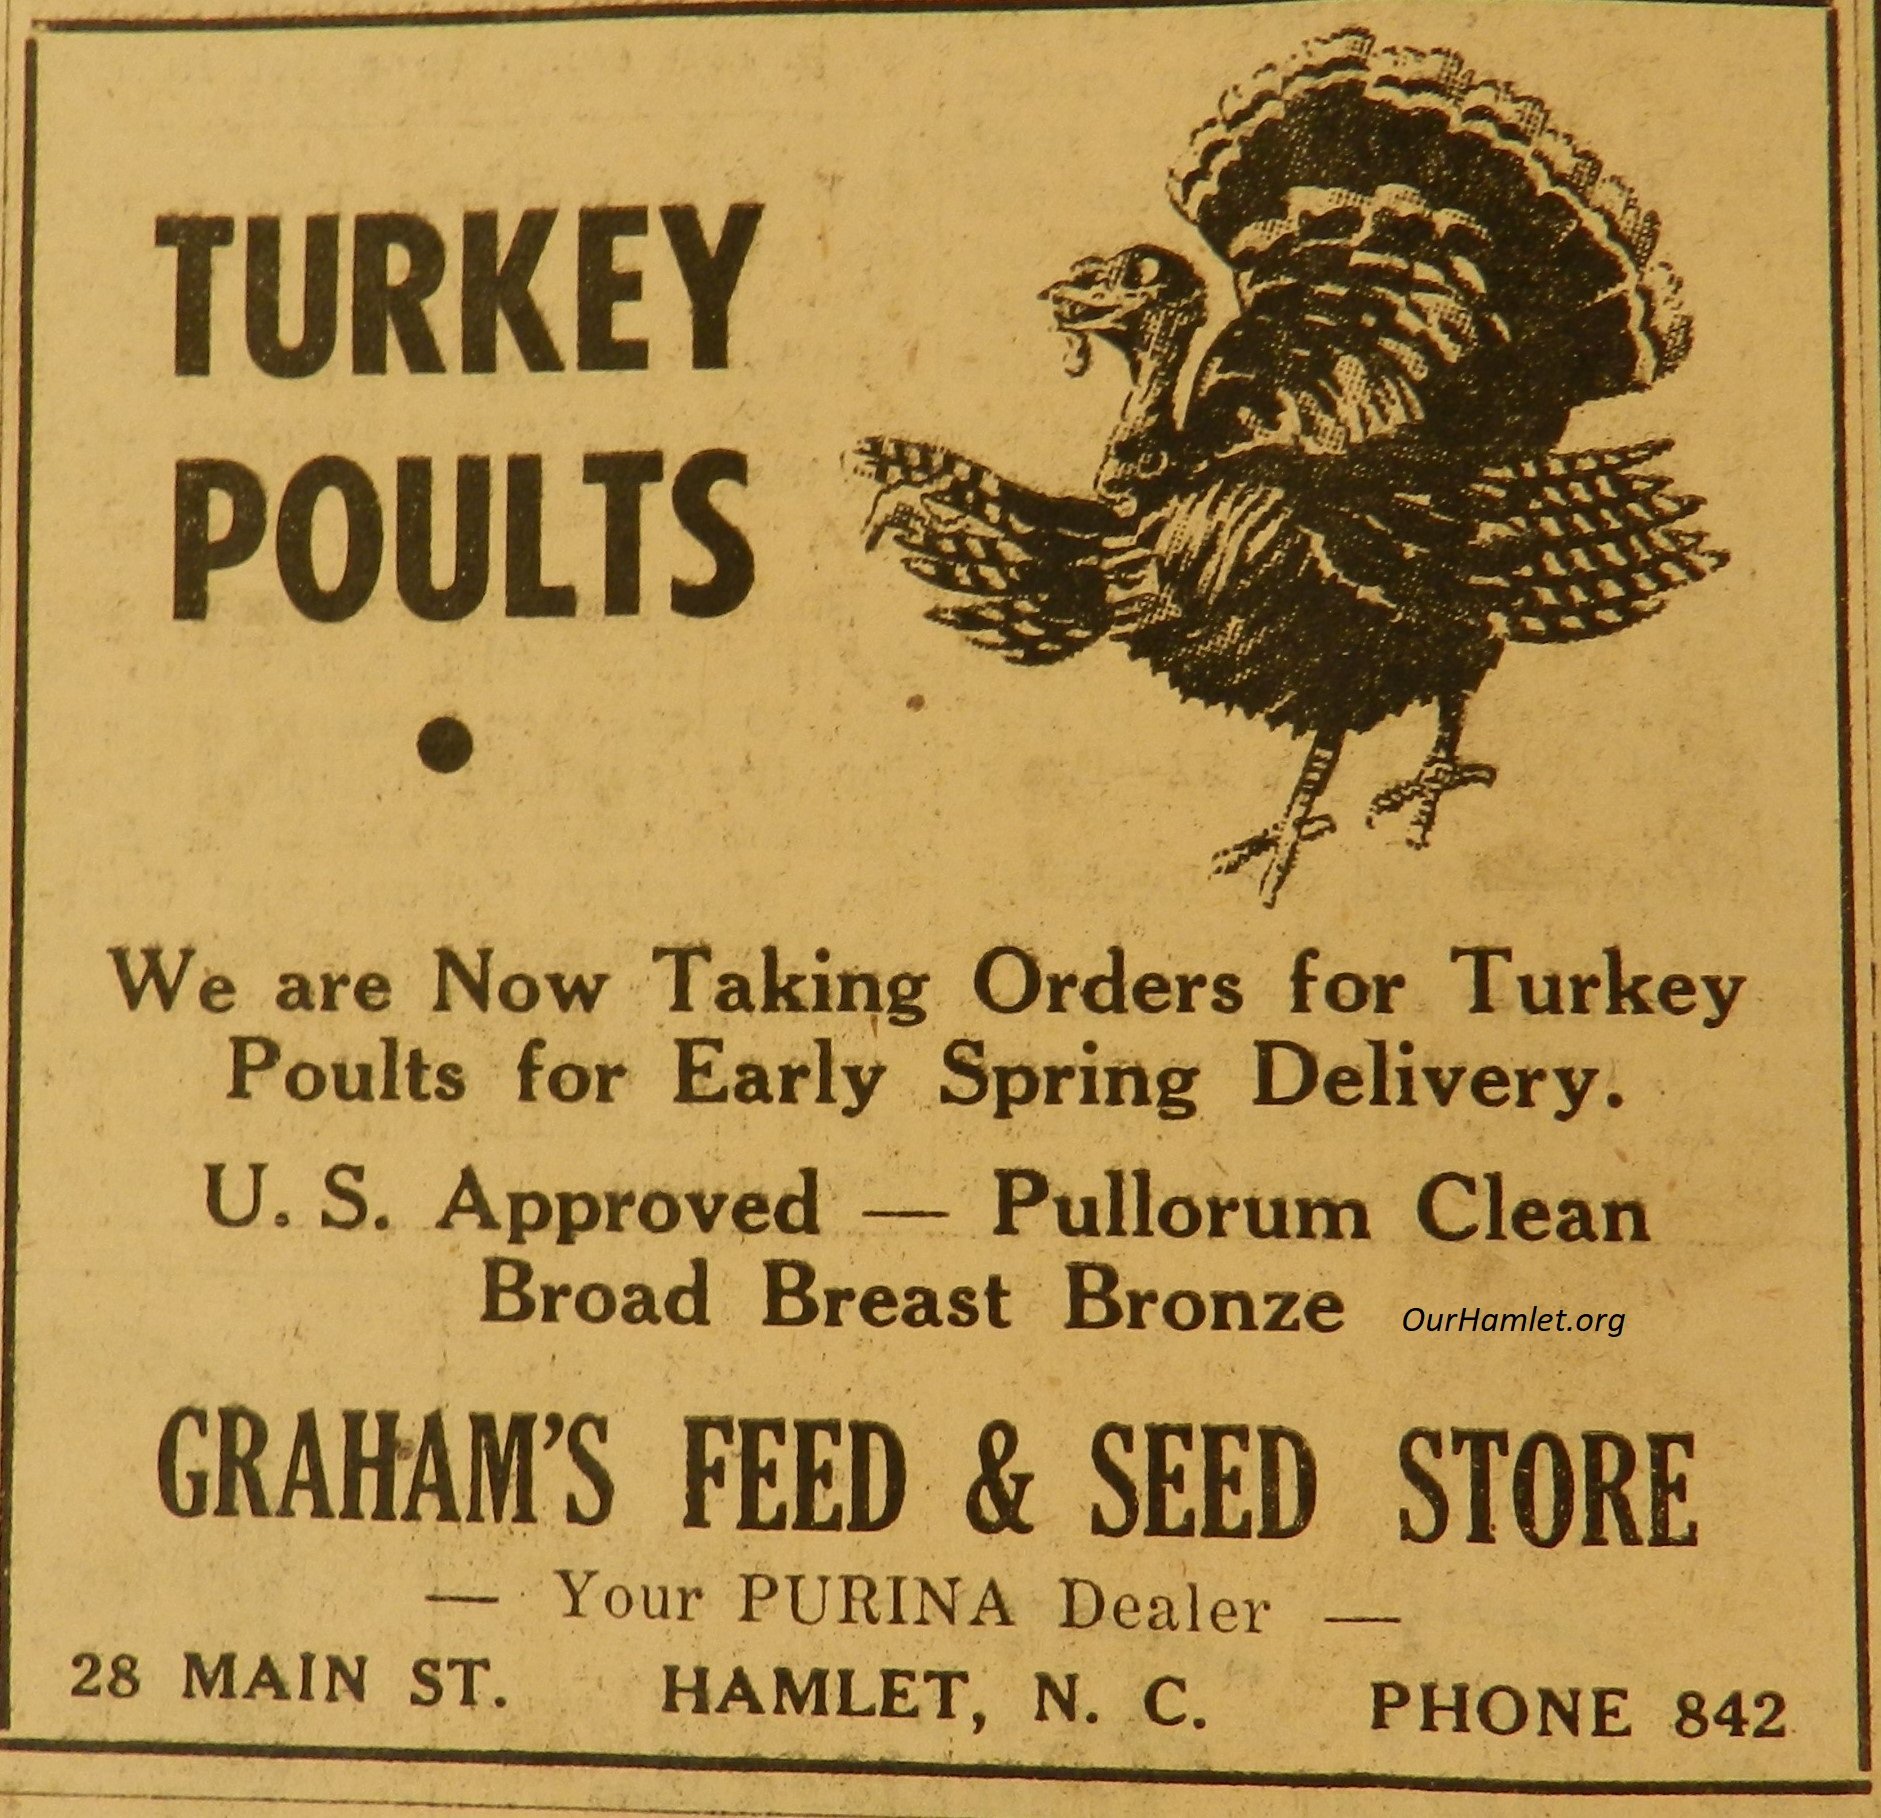 TURKEY
POULTS
We are Now Taking Orders for Turkey
Poults for Early Spring Delivery.
U. S. Approved — Pullorum Clean
Broad Breast Bronze
OurHamlet.org
GRAHAM'S FEED & SEED STORE
— Your PURINA Dealer —
28 MAIN ST. HAMLET, N. C. PHONE 842